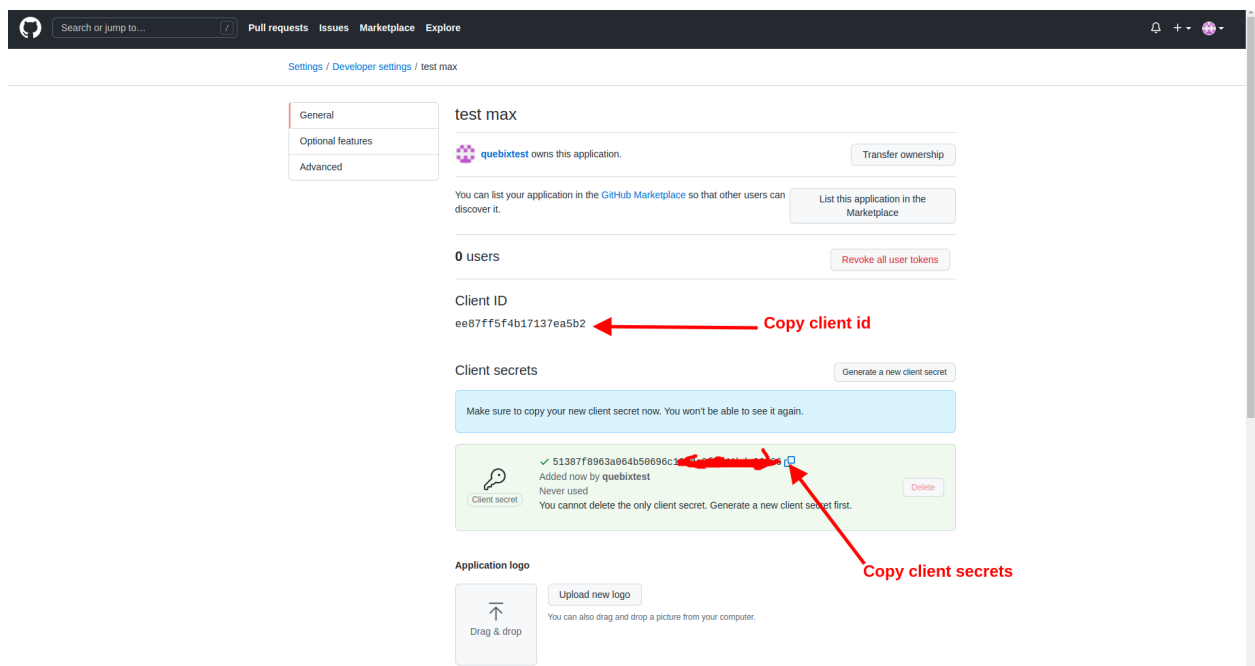 Search or jump to...
/
Pull requests Issues Marketplace Explore
Settings / Developer settings / test max
General
Optional features
Advanced
test max
quebixtest owns this application.
Transfer ownership
You can list your application in the GitHub Marketplace so that other users can
discover it.
List this application in the
Marketplace
0 users
Revoke all user tokens
Client ID
ee87ff5f4b17137ea5b2
Copy client id
Client secrets
Generate a new client secret
Make sure to copy your new client secret now. You won't be able to see it again.
Client secret
Added now by quebixtest
Never used
You cannot delete the only client secret. Generate a new client secret first.
Delete
Copy client secrets
Application logo
Drag & drop
Upload new logo
You can also drag and drop a picture from your computer.